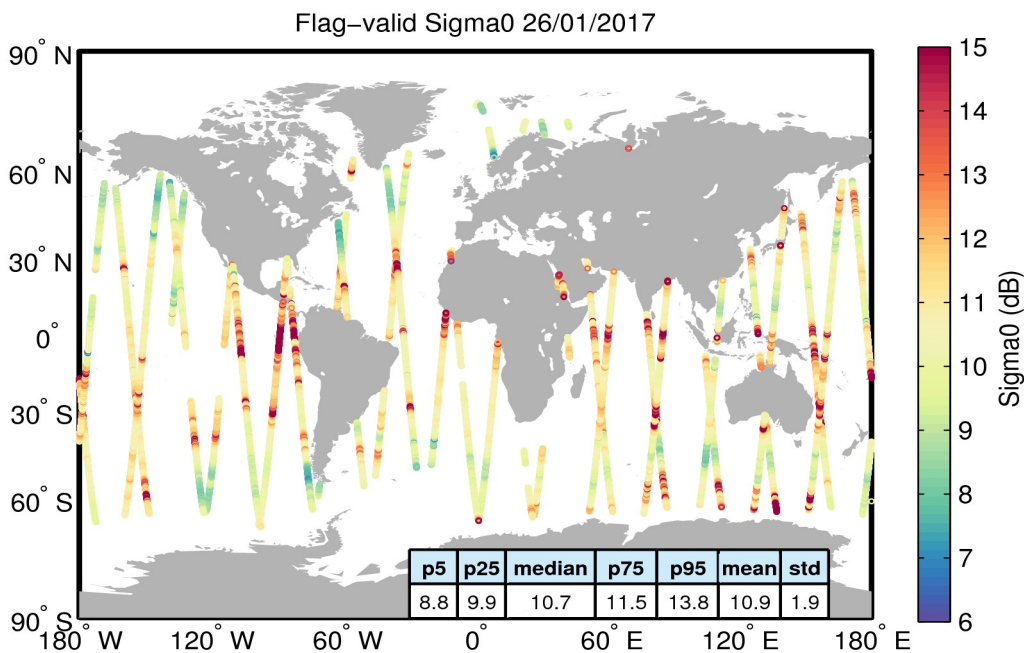 Flag-valid Sigma0 26/01/2017
90° N
60° N
30° N
0°
30° S
60° S
90° S
180° W
120° W
60° W
0°
60° E
120° E
180° E
15
14
13
12
11
10
9
8
7
6
Sigma0 (dB)
p5 p25 median p75 p95 mean std
8.8 9.9 10.7 11.5 13.8 10.9 1.9